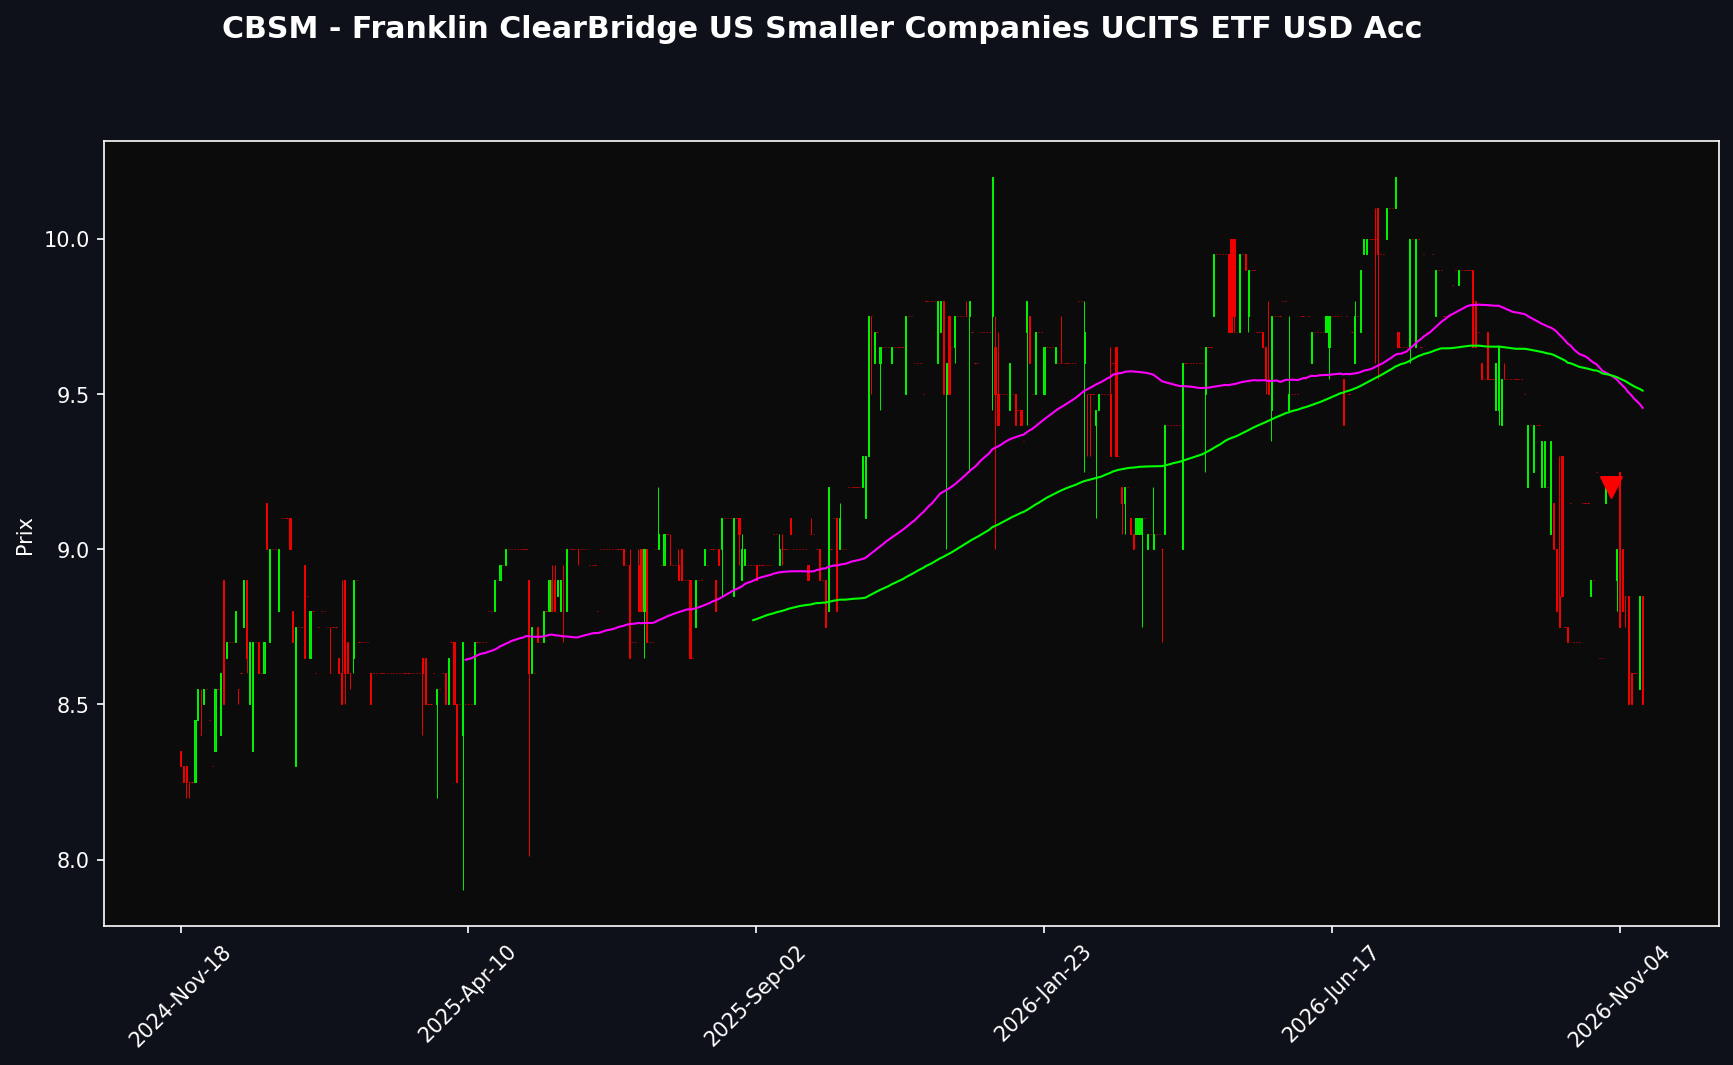 CBSM - Franklin ClearBridge US Smaller Companies UCITS ETF USD Acc
Prix
10.0
9.5
9.0
8.5
8.0
2024-Nov-18
2025-Apr-10
2025-Sep-02
2026-Jan-23
2026-Jun-17
2026-Nov-04